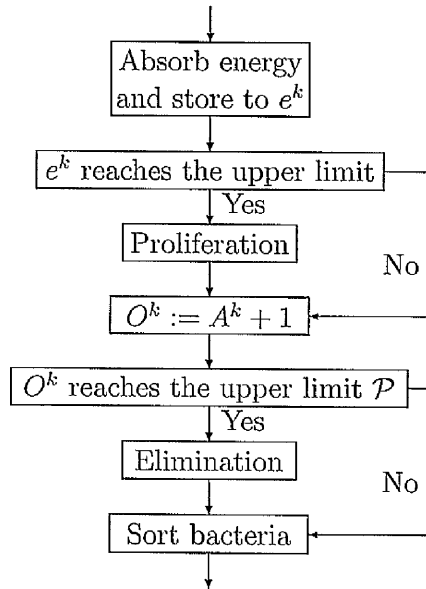 Absorb energy
and store to e^k
e^k reaches the upper limit
Yes
Proliferation
No
O^k := A^k + 1
O^k reaches the upper limit 𝒫
Yes
Elimination
No
Sort bacteria